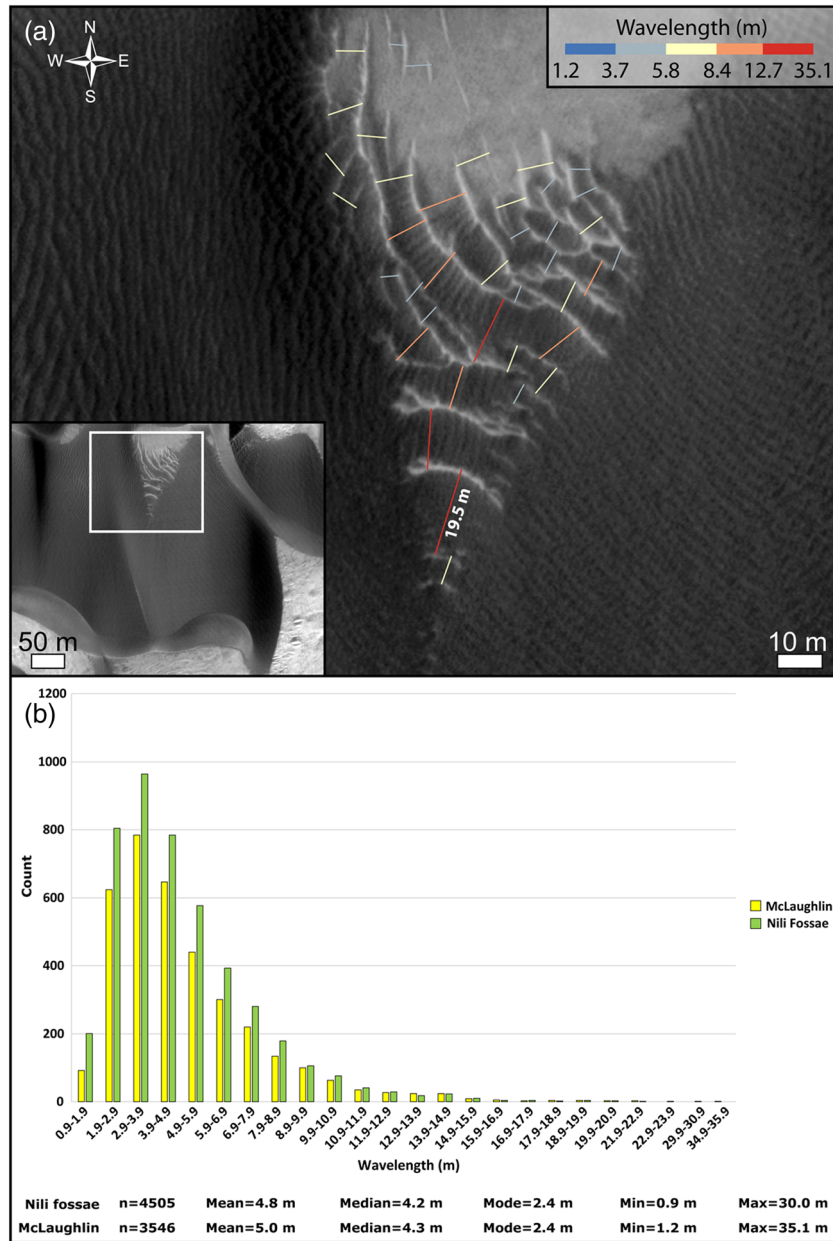 (a)
N
W E
S
Wavelength (m)
1.2 3.7 5.8 8.4 12.7 35.1
19.5 m
50 m
10 m
(b)
1200
1000
800
600
400
200
0
Count
McLaughlin
Nili Fossae
0.9-1.9 1.9-2.9 2.9-3.9 3.9-4.9 4.9-5.9 5.9-6.9 6.9-7.9 7.9-8.9 8.9-9.9 9.9-10.9 10.9-11.9 11.9-12.9 12.9-13.9 13.9-14.9 14.9-15.9 15.9-16.9 16.9-17.9 17.9-18.9 18.9-19.9 19.9-20.9 21.9-22.9 22.9-23.9 29.9-30.9 34.9-35.9
Wavelength (m)
Nili fossae n=4505 Mean=4.8 m Median=4.2 m Mode=2.4 m Min=0.9 m Max=30.0 m
McLaughlin n=3546 Mean=5.0 m Median=4.3 m Mode=2.4 m Min=1.2 m Max=35.1 m